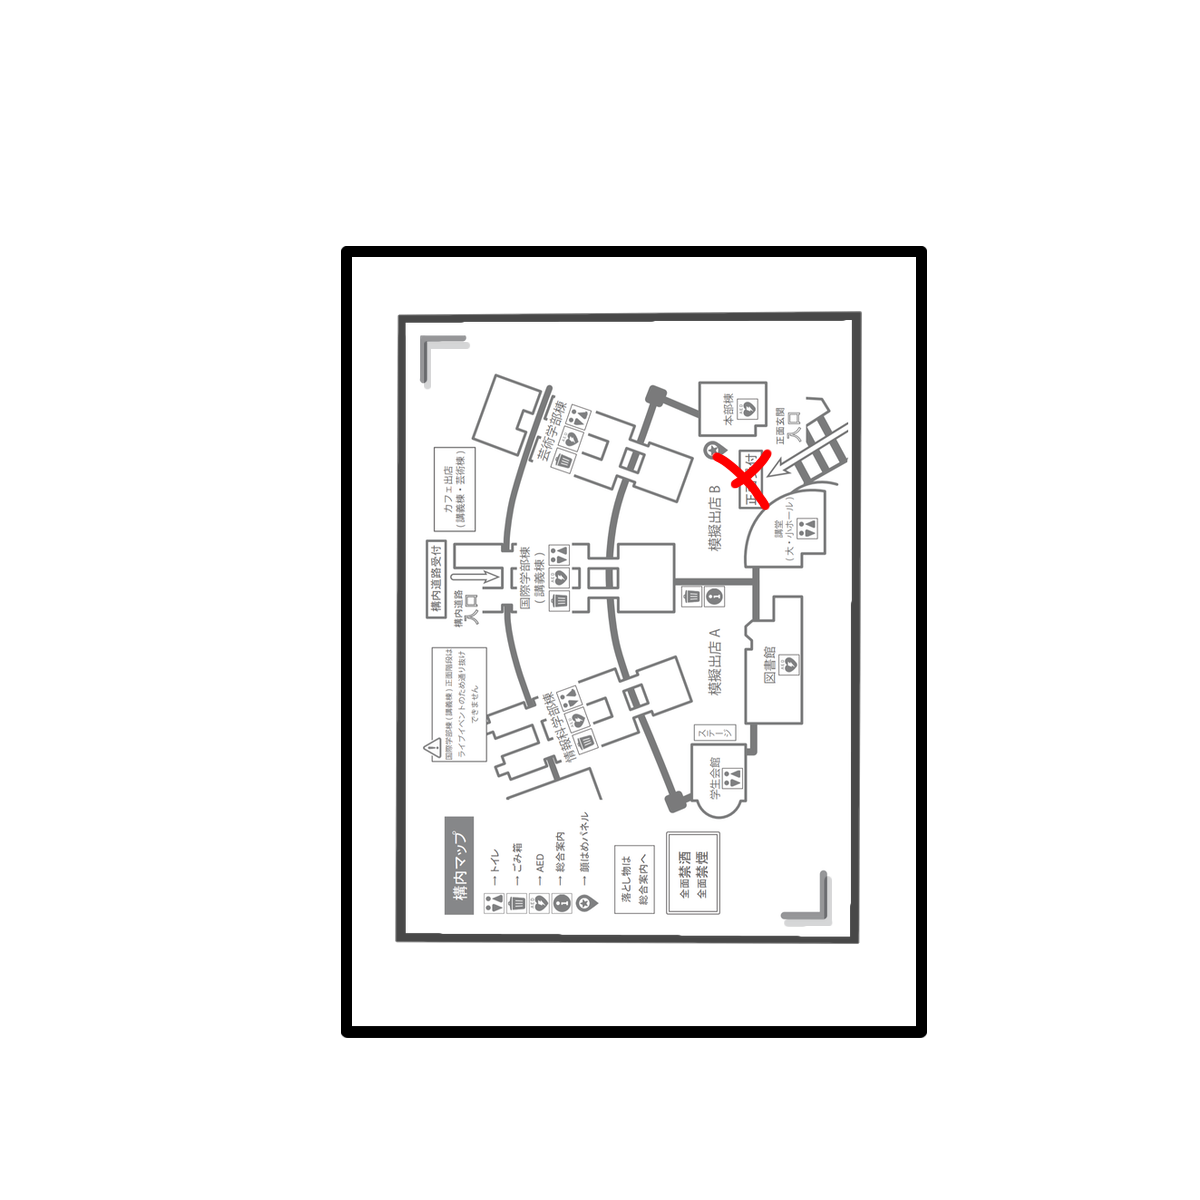 構内マップ
→トイレ
→ごみ箱
→AED
→総合案内
→顔はめパネル
落とし物は
総合案内へ
全面禁酒
全面禁煙
国際学部棟(講義棟)正面階段は
ライブイベントのため通り抜け
できません
構内道路受付
構内道路
入口
カフェ出店
(講義棟・芸術棟)
情報科学部棟
国際学部棟
(講義棟)
芸術学部棟
学生会館
ステージ
模擬出店 A
模擬出店 B
図書館
講堂
(大・小ホール)
本部棟
正面玄関
入口